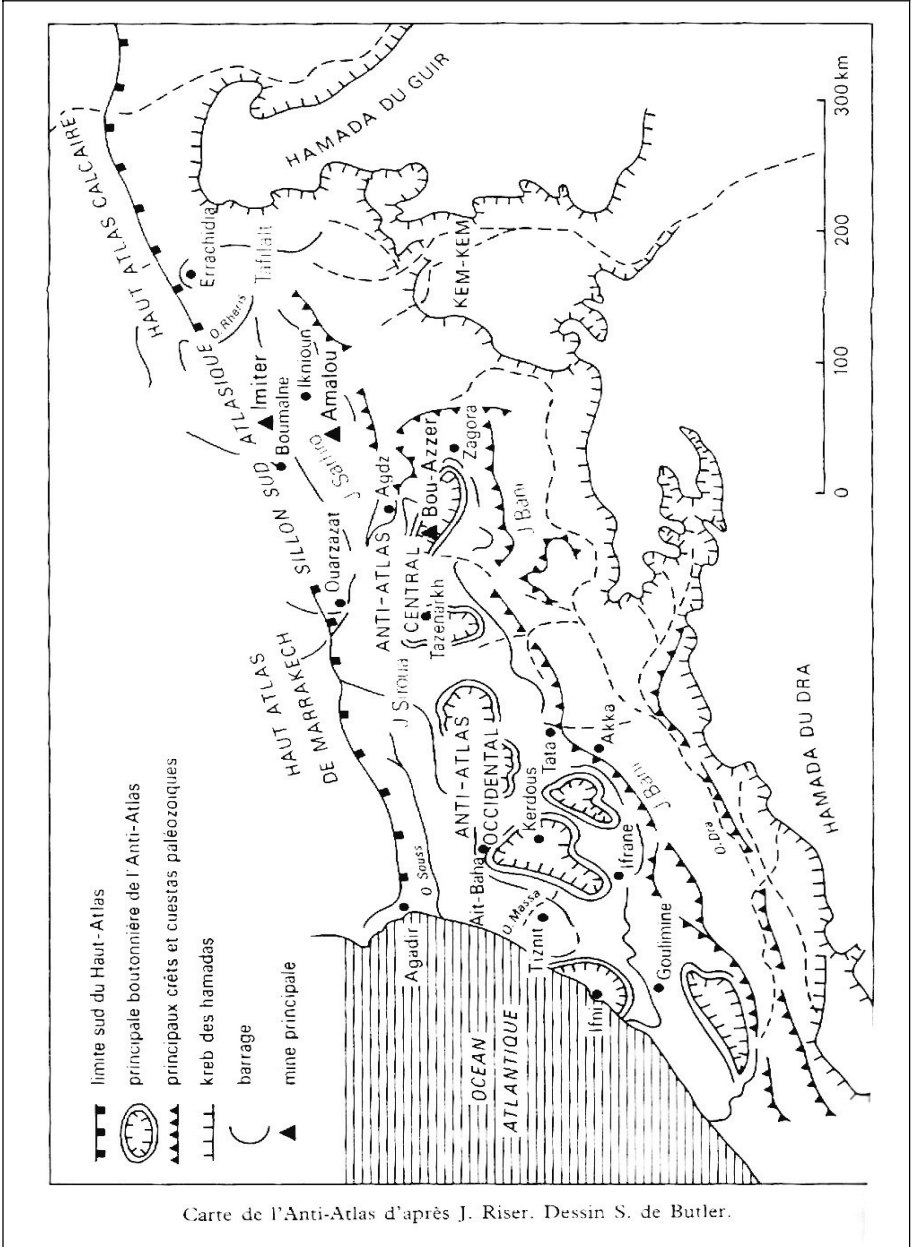 limite sud du Haut-Atlas
principale boutonnière de l'Anti-Atlas
principaux crêts et cuestas paléozoiques
kreb des hamadas
barrage
mine principale
HAUT ATLAS CALCAIRE
HAUT ATLAS
DE MARRAKECH
SILLON SUD ATLASIQUE
HAMADA DU GUIR
Errachidia
Tafilalt
O. Rheris
Imiter
Boumalne
Iknioun
Amalou
J Sarhro
KEM-KEM
Ouarzazat
Agdz
ANTI-ATLAS
CENTRAL
Bou-Azzer
Zagora
Tazenarkh
J Bani
J Siroua
ANTI-ATLAS
OCCIDENTAL
Agadir
O. Souss
Ait-Baha
O. Massa
Tiznit
Kerdous
Tata
Akka
Ifrane
J Bani
O. Dra
Ifni
Goulimine
OCEAN
ATLANTIQUE
HAMADA DU DRA
0 100 200 300 km
Carte de l'Anti-Atlas d'après J. Riser. Dessin S. de Butler.